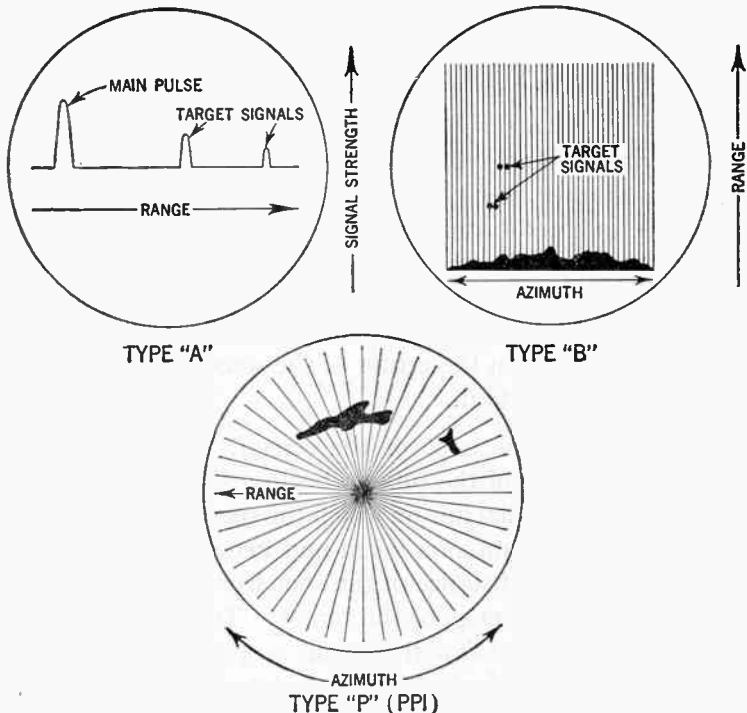 MAIN PULSE
TARGET SIGNALS
RANGE
SIGNAL STRENGTH
TYPE "A"
TARGET
SIGNALS
AZIMUTH
RANGE
TYPE "B"
RANGE
AZIMUTH
TYPE "P" (PPI)